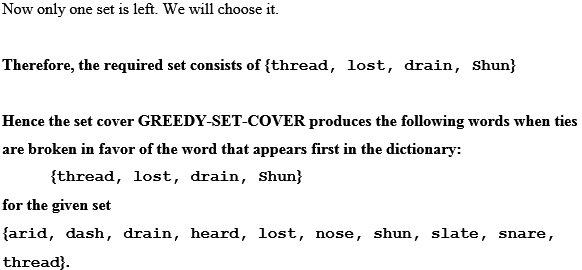 Now only one set is left. We will choose it.
Therefore, the required set consists of {thread, lost, drain, Shun}
Hence the set cover GREEDY-SET-COVER produces the following words when ties
are broken in favor of the word that appears first in the dictionary:
{thread, lost, drain, Shun}
for the given set
{arid, dash, drain, heard, lost, nose, shun, slate, snare,
thread}.